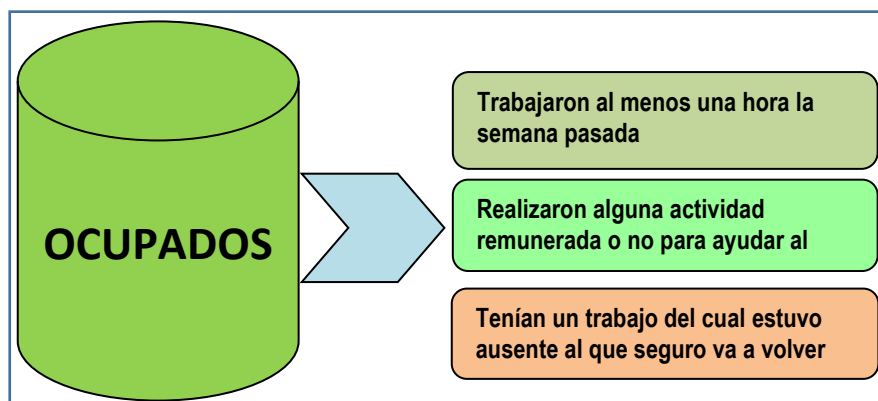 OCUPADOS
Trabajaron al menos una hora la
semana pasada
Realizaron alguna actividad
remunerada o no para ayudar al
Tenían un trabajo del cual estuvo
ausente al que seguro va a volver